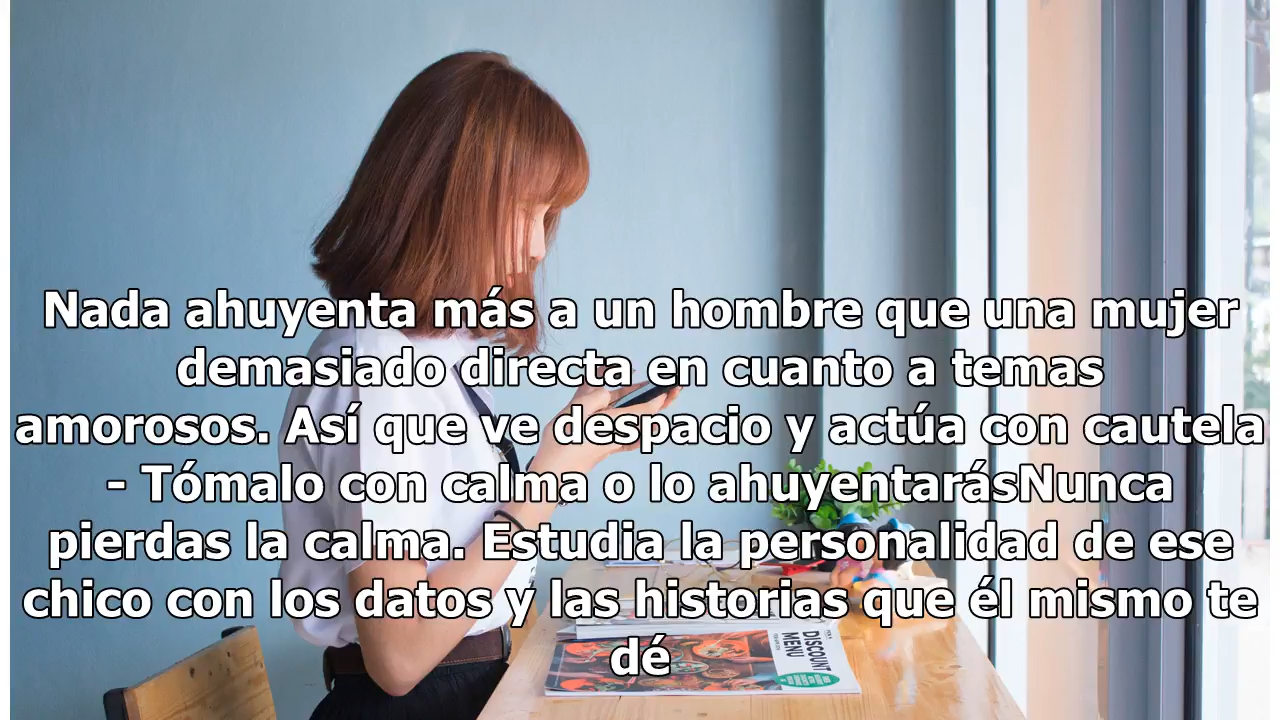 Nada ahuyenta más a un hombre que una mujer
demasiado directa en cuanto a temas
amorosos. Así que ve despacio y actúa con cautela
- Tómalo con calma o lo ahuyentarásNunca
pierdas la calma. Estudia la personalidad de ese
chico con los datos y las historias que él mismo te
dé
DISCOUNT
MENU